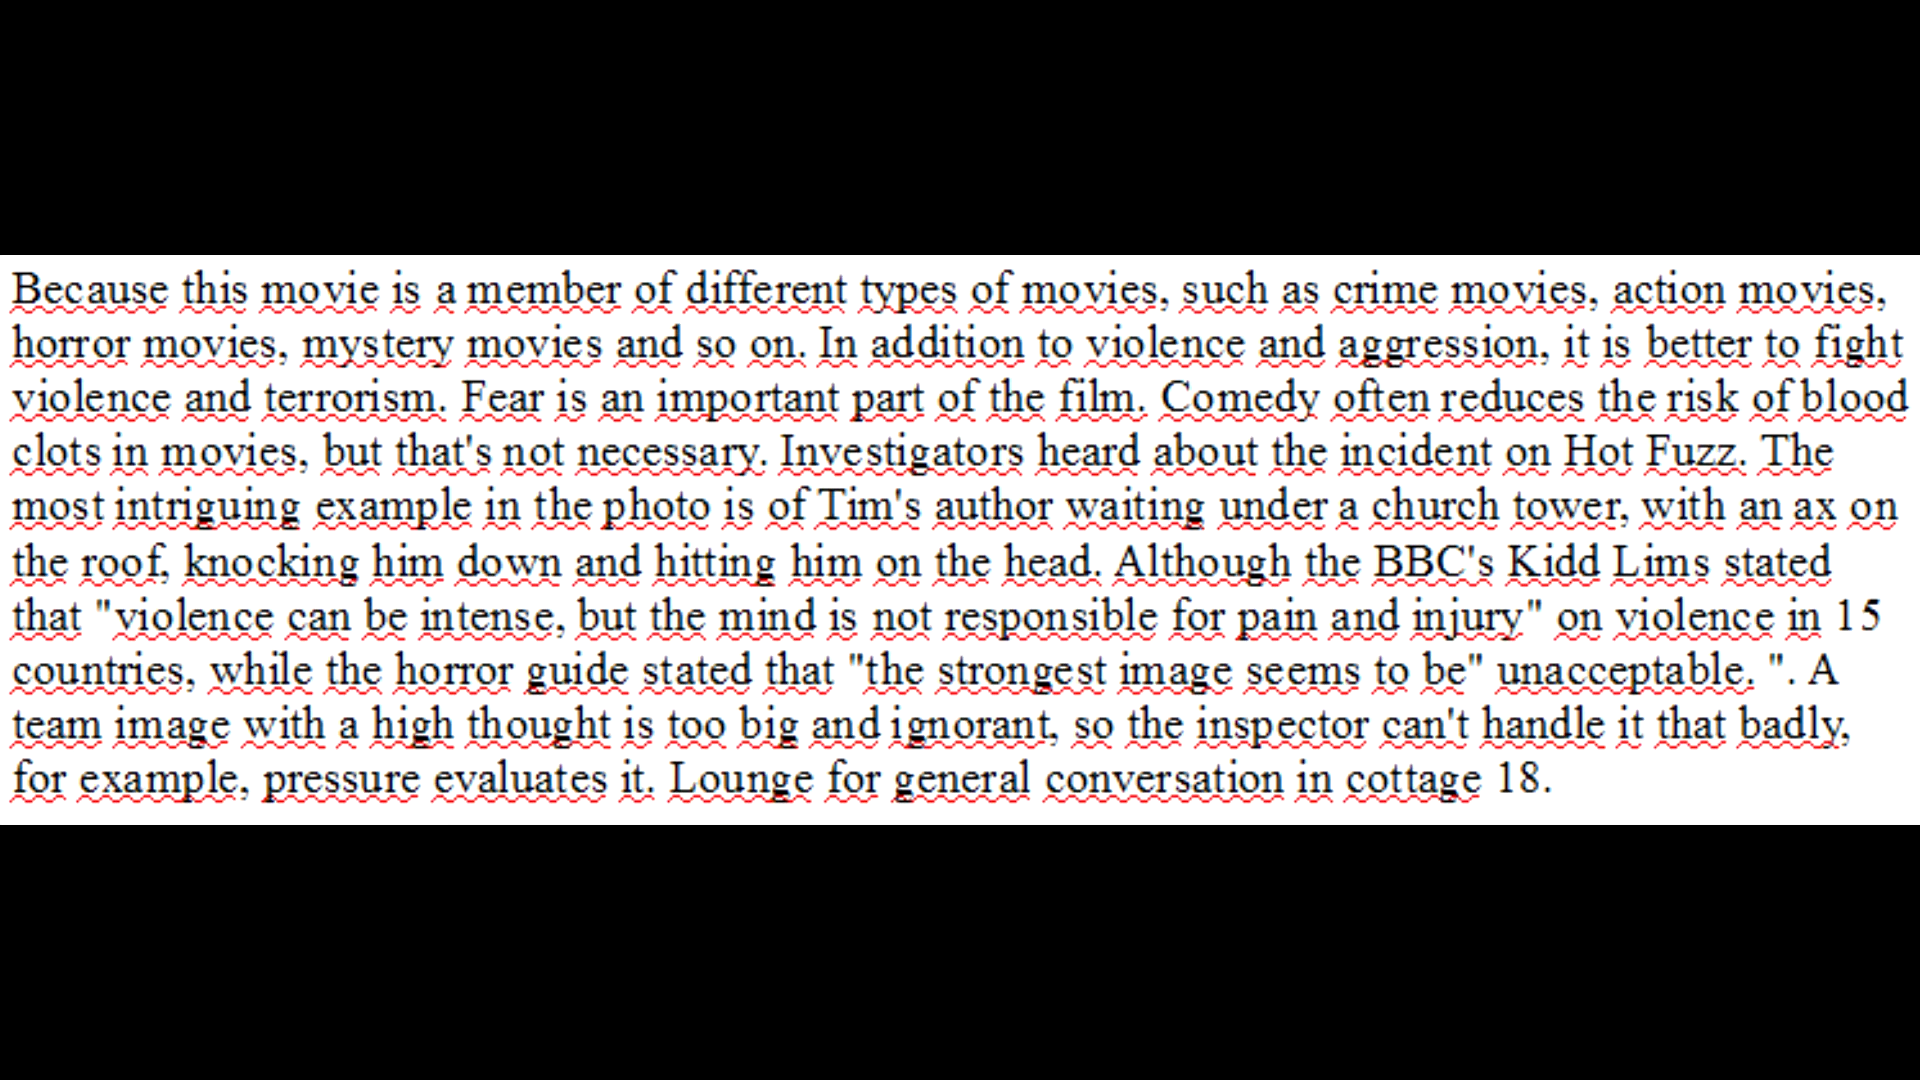 Because this movie is a member of different types of movies, such as crime movies, action movies,
horror movies, mystery movies and so on. In addition to violence and aggression, it is better to fight
violence and terrorism. Fear is an important part of the film. Comedy often reduces the risk of blood
clots in movies, but that's not necessary. Investigators heard about the incident on Hot Fuzz. The
most intriguing example in the photo is of Tim's author waiting under a church tower, with an ax on
the roof, knocking him down and hitting him on the head. Although the BBC's Kidd Lims stated
that "violence can be intense, but the mind is not responsible for pain and injury" on violence in 15
countries, while the horror guide stated that "the strongest image seems to be" unacceptable. ". A
team image with a high thought is too big and ignorant, so the inspector can't handle it that badly,
for example, pressure evaluates it. Lounge for general conversation in cottage 18.